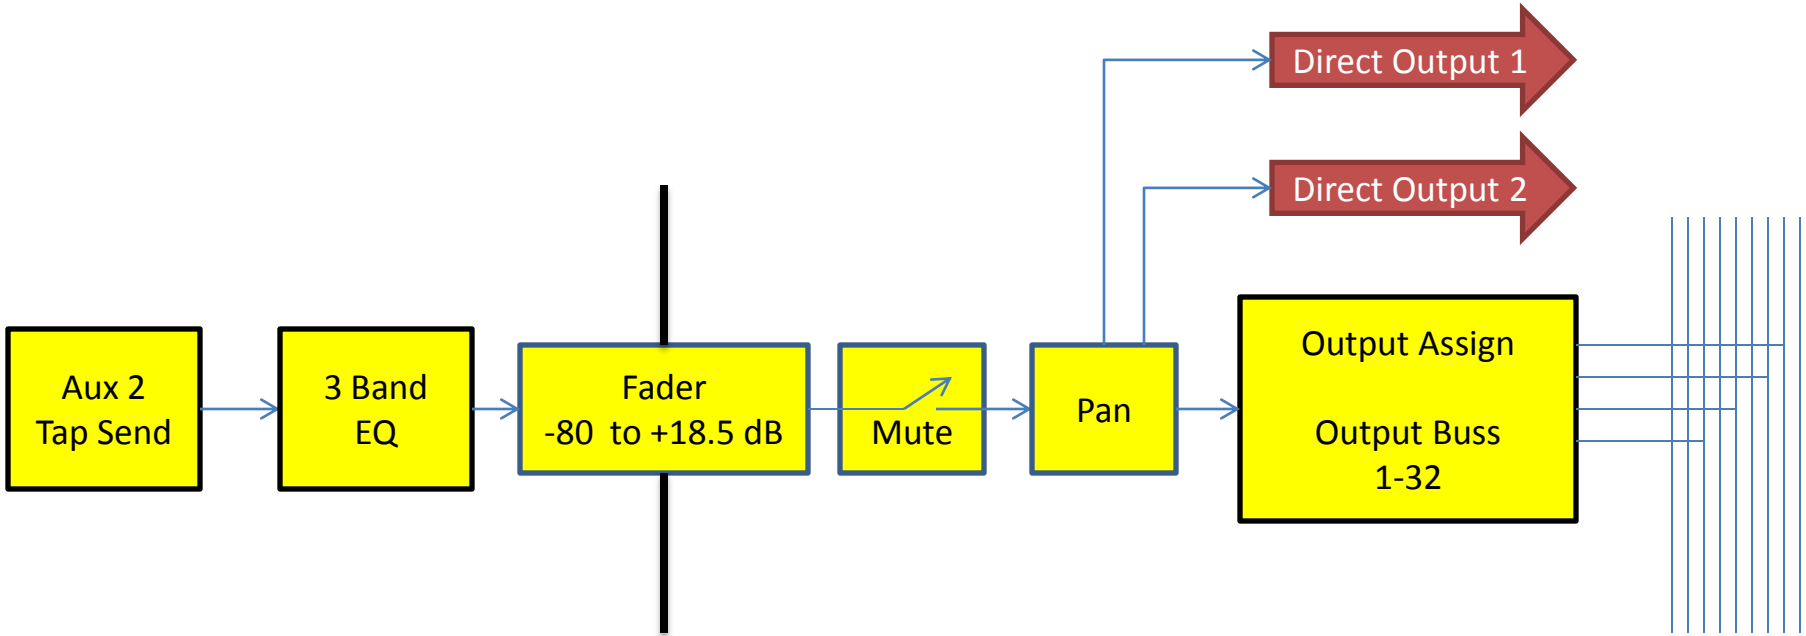 Direct Output 1
Direct Output 2
Aux 2
Tap Send
3 Band
EQ
Fader
-80 to +18.5 dB
Mute
Pan
Output Assign
Output Buss
1-32